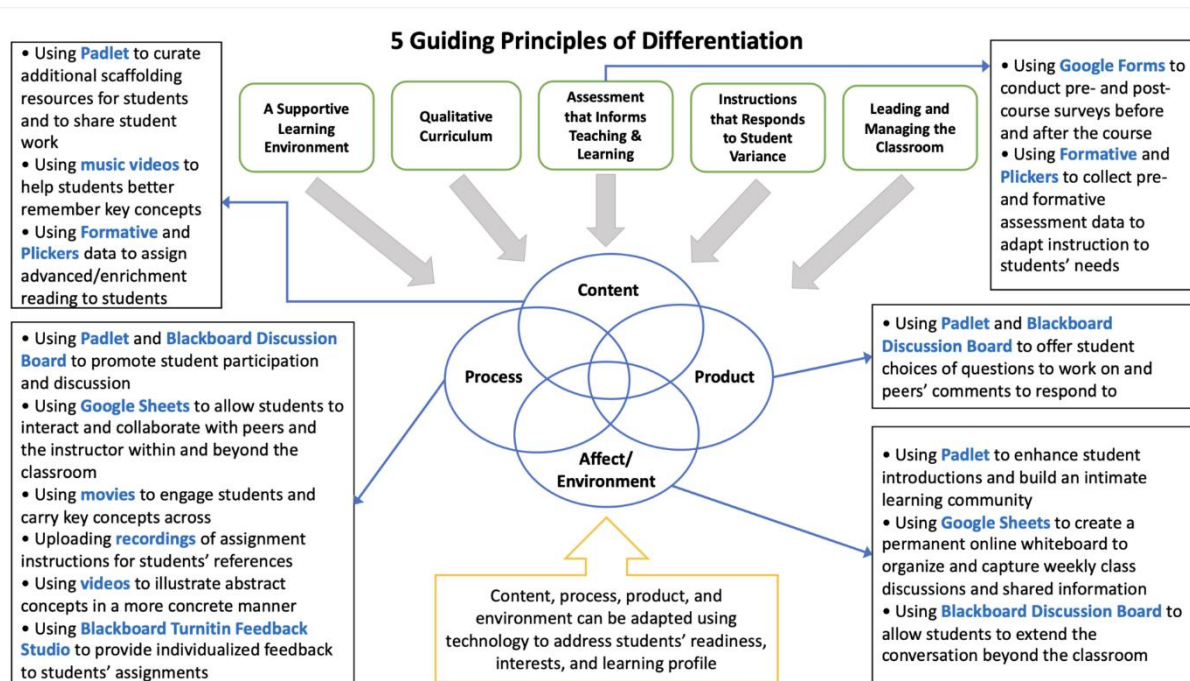 5 Guiding Principles of Differentiation
• Using Padlet to curate
additional scaffolding
resources for students
and to share student
work
• Using music videos to
help students better
remember key concepts
• Using Formative and
Plickers data to assign
advanced/enrichment
reading to students
A Supportive
Learning
Environment
Qualitative
Curriculum
Assessment
that Informs
Teaching &
Learning
Instructions
that Responds
to Student
Variance
Leading and
Managing the
Classroom
• Using Google Forms to
conduct pre- and post-
course surveys before
and after the course
• Using Formative and
Plickers to collect pre-
and formative
assessment data to
adapt instruction to
students’ needs
Content
Process
Product
Affect/
Environment
• Using Padlet and Blackboard Discussion
Board to promote student participation
and discussion
• Using Google Sheets to allow students to
interact and collaborate with peers and
the instructor within and beyond the
classroom
• Using movies to engage students and
carry key concepts across
• Uploading recordings of assignment
instructions for students’ references
• Using videos to illustrate abstract
concepts in a more concrete manner
• Using Blackboard Turnitin Feedback
Studio to provide individualized feedback
to students’ assignments
• Using Padlet and Blackboard
Discussion Board to offer student
choices of questions to work on and
peers’ comments to respond to
• Using Padlet to enhance student
introductions and build an intimate
learning community
• Using Google Sheets to create a
permanent online whiteboard to
organize and capture weekly class
discussions and shared information
• Using Blackboard Discussion Board to
allow students to extend the
conversation beyond the classroom
Content, process, product, and
environment can be adapted using
technology to address students’ readiness,
interests, and learning profile